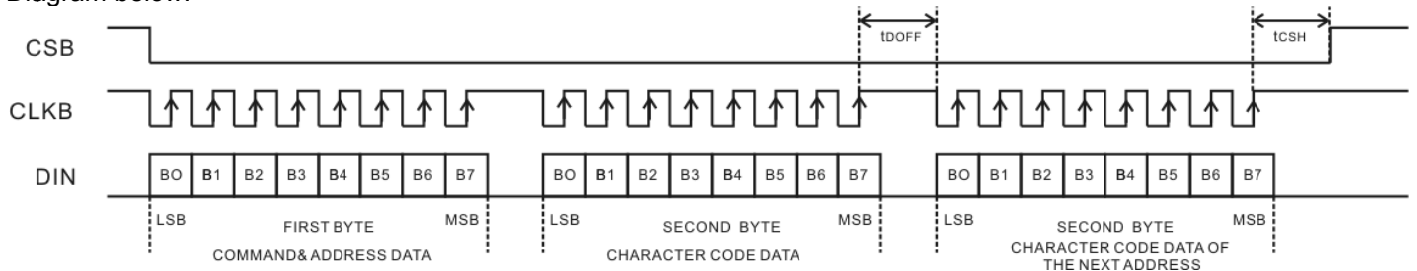 Diagram below:
tDOFF
tCSH
CSB
CLKB
DIN
BO B1 B2 B3 B4 B5 B6 B7
BO B1 B2 B3 B4 B5 B6 B7
BO B1 B2 B3 B4 B5 B6 B7
LSB FIRST BYTE MSB
COMMAND& ADDRESS DATA
LSB SECOND BYTE MSB
CHARACTER CODE DATA
LSB SECOND BYTE MSB
CHARACTER CODE DATA OF
THE NEXT ADDRESS